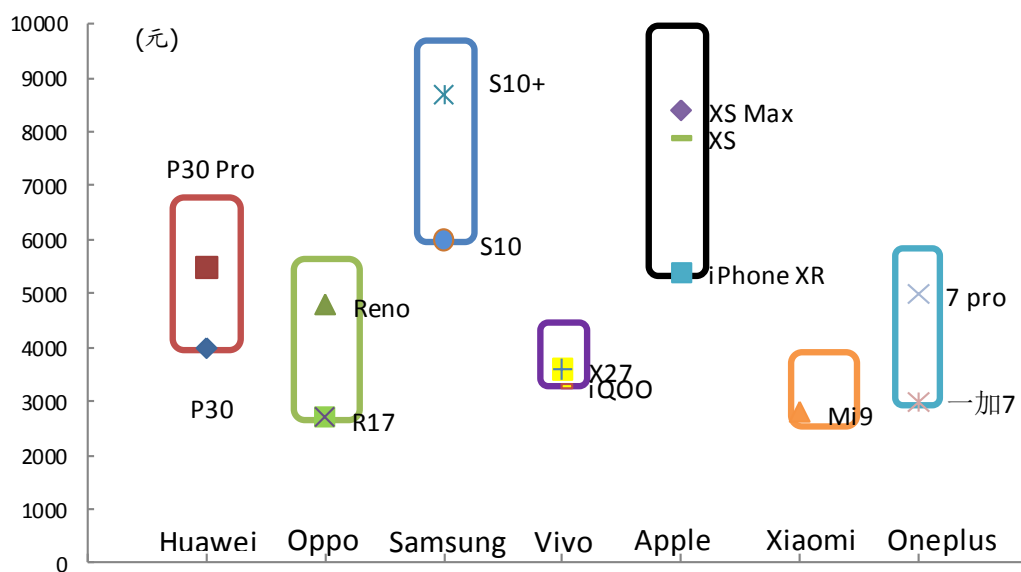 10000
(元)
9000
S10+
8000
XS Max
XS
7000
P30 Pro
6000
S10
iPhone XR
5000
Reno
7 pro
4000
X27
iQOO
3000
P30
R17
Mi9
一加7
2000
1000
0
Huawei Oppo Samsung Vivo Apple Xiaomi Oneplus